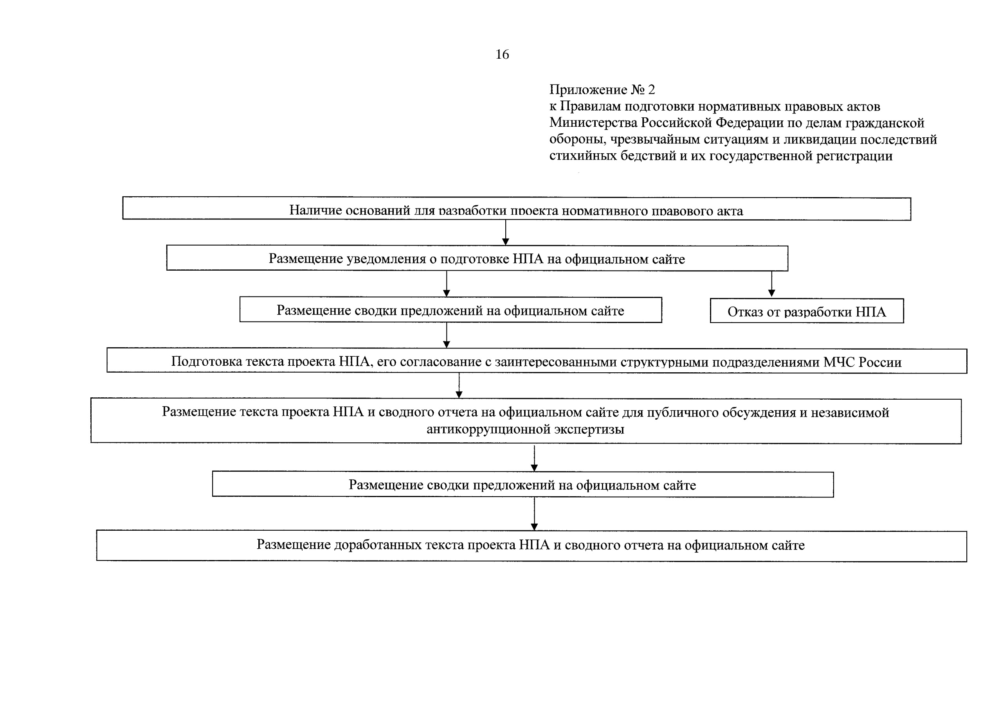 16
Приложение № 2
к Правилам подготовки нормативных правовых актов
Министерства Российской Федерации по делам гражданской
обороны, чрезвычайным ситуациям и ликвидации последствий
стихийных бедствий и их государственной регистрации
Наличие оснований для разработки проекта нормативного правового акта
Размещение уведомления о подготовке НПА на официальном сайте
Размещение сводки предложений на официальном сайте
Отказ от разработки НПА
Подготовка текста проекта НПА, его согласование с заинтересованными структурными подразделениями МЧС России
Размещение текста проекта НПА и сводного отчета на официальном сайте для публичного обсуждения и независимой
антикоррупционной экспертизы
Размещение сводки предложений на официальном сайте
Размещение доработанных текста проекта НПА и сводного отчета на официальном сайте